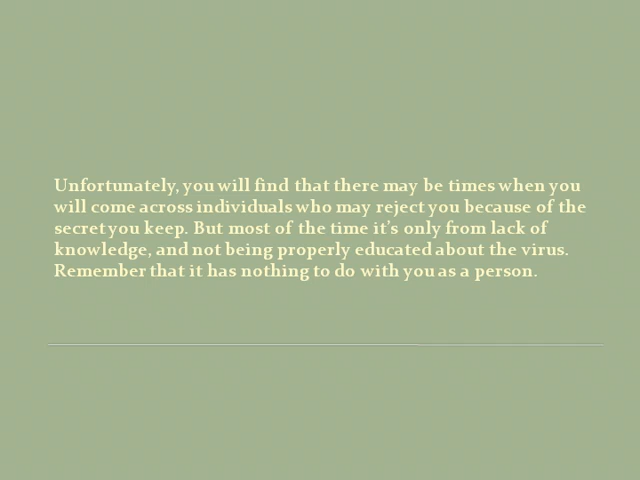 Unfortunately, you will find that there may be times when you
will come across individuals who may reject you because of the
secret you keep. But most of the time it’s only from lack of
knowledge, and not being properly educated about the virus.
Remember that it has nothing to do with you as a person.